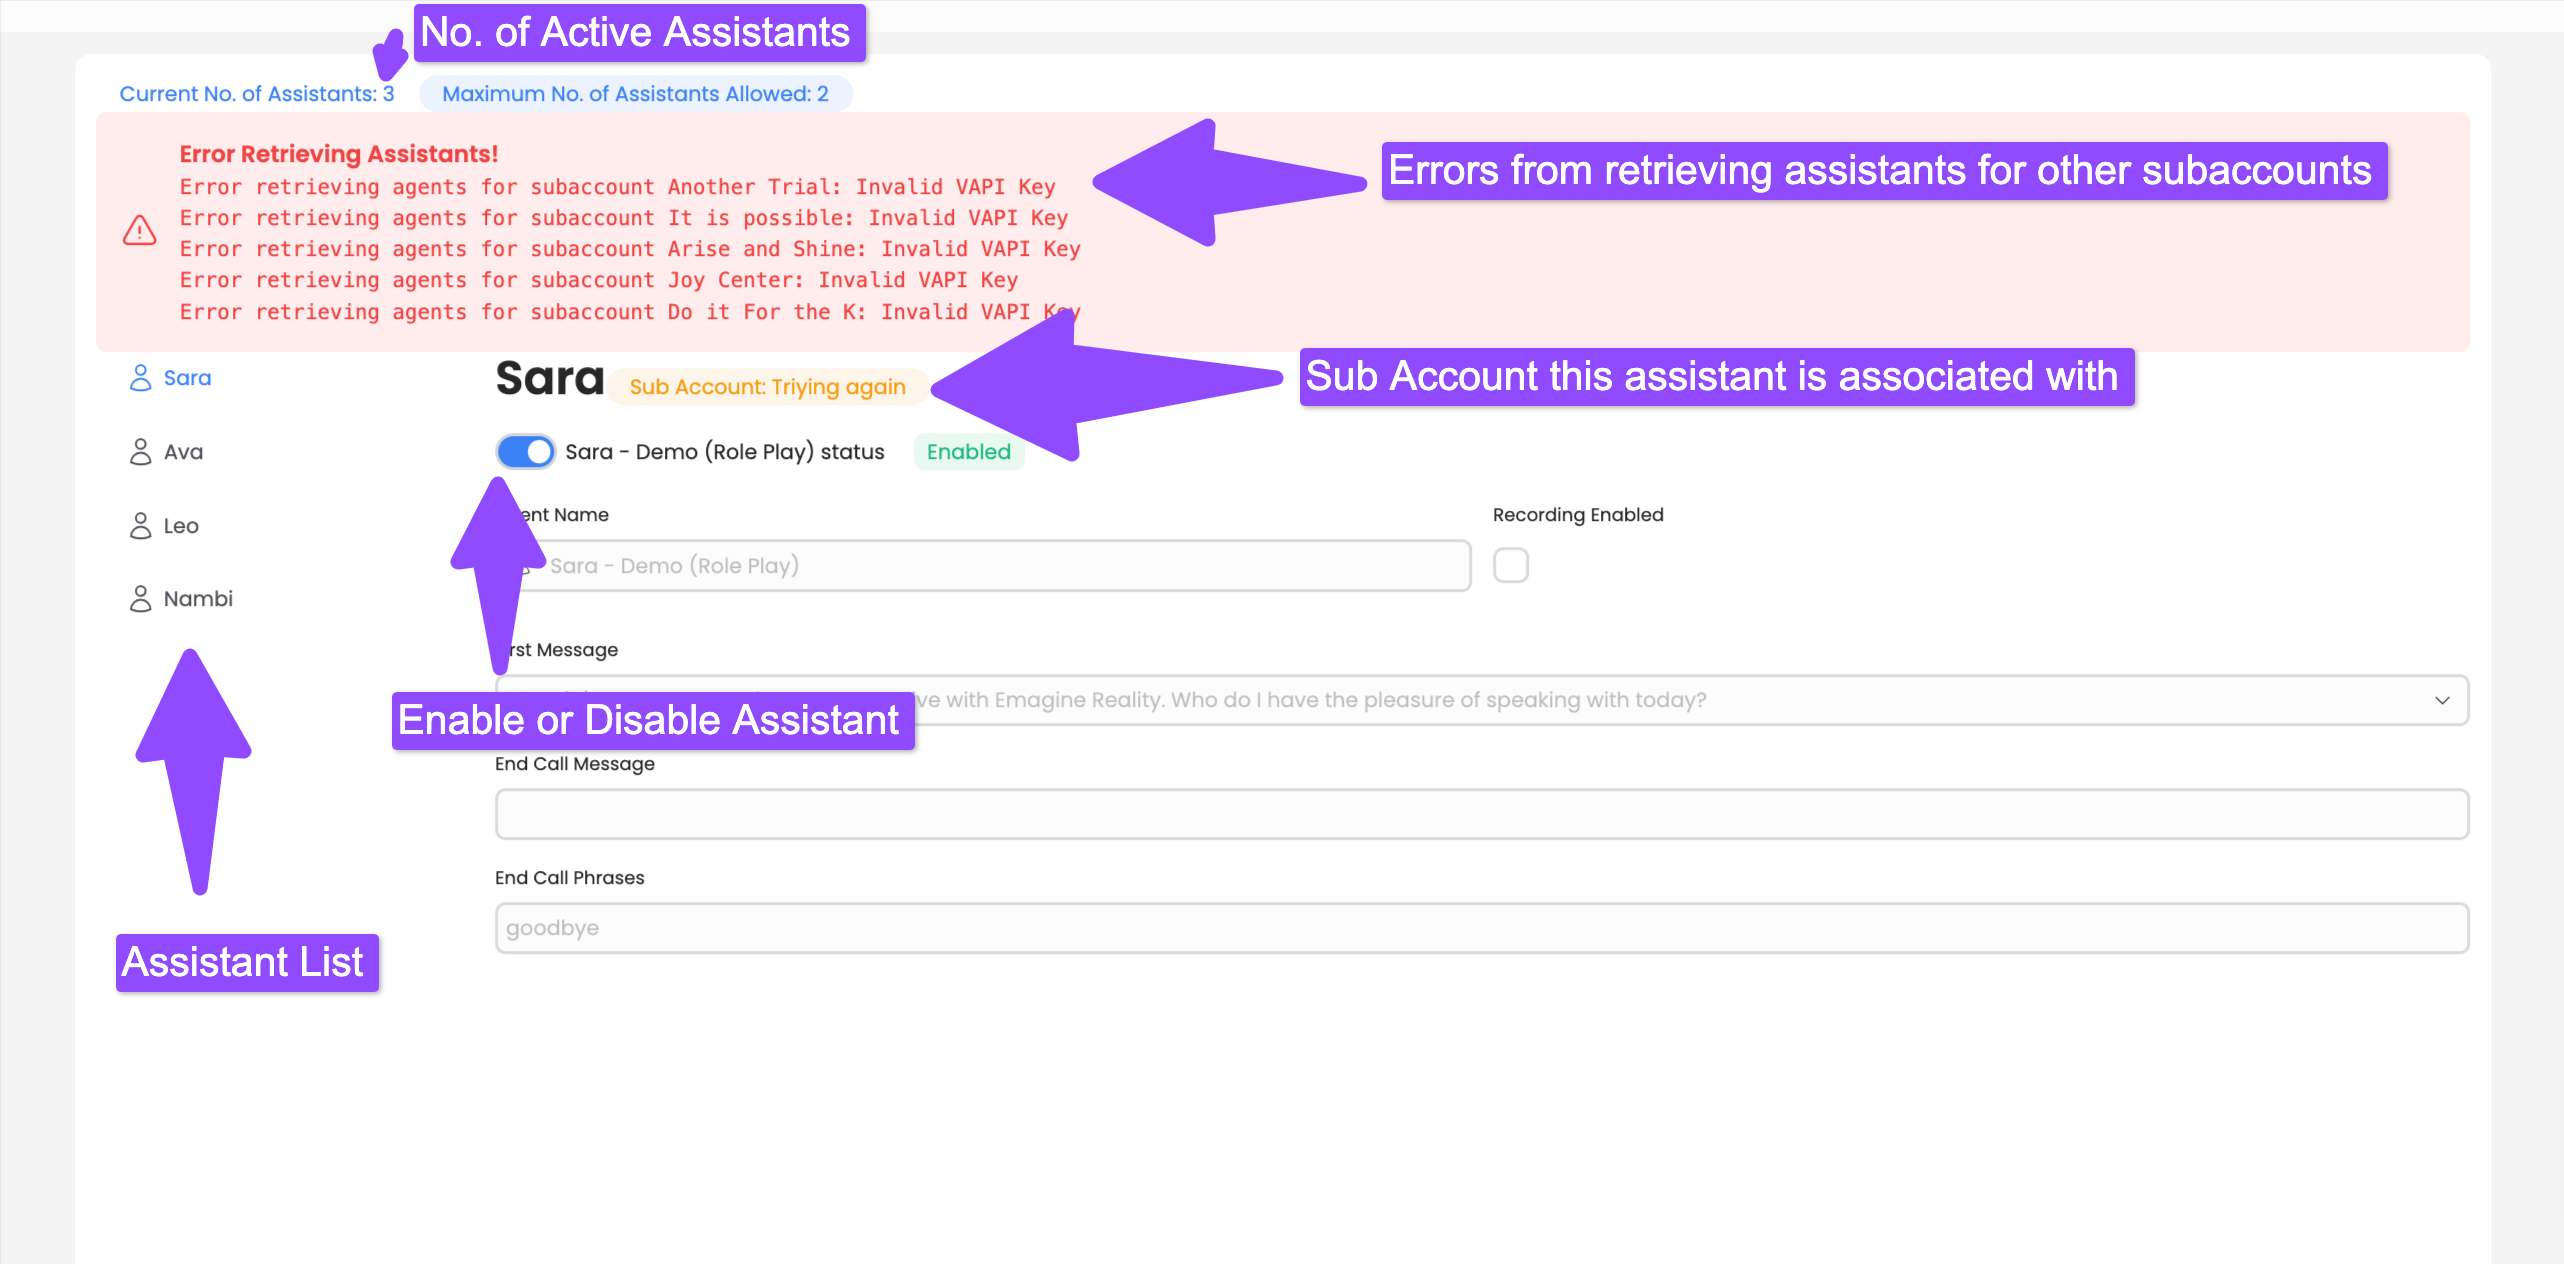 No. of Active Assistants
Current No. of Assistants: 3
Maximum No. of Assistants Allowed: 2
Error Retrieving Assistants!
Error retrieving agents for subaccount Another Trial: Invalid VAPI Key
Error retrieving agents for subaccount It is possible: Invalid VAPI Key
Error retrieving agents for subaccount Arise and Shine: Invalid VAPI Key
Error retrieving agents for subaccount Joy Center: Invalid VAPI Key
Error retrieving agents for subaccount Do it For the K: Invalid VAPI Key
Errors from retrieving assistants for other subaccounts
Sara
Ava
Leo
Nambi
Assistant List
Sara
Sub Account: Triying again
Sub Account this assistant is associated with
Sara - Demo (Role Play) status
Enabled
Name
Recording Enabled
Sara - Demo (Role Play)
Message
with Emagine Reality. Who do I have the pleasure of speaking with today?
Enable or Disable Assistant
End Call Message
End Call Phrases
goodbye